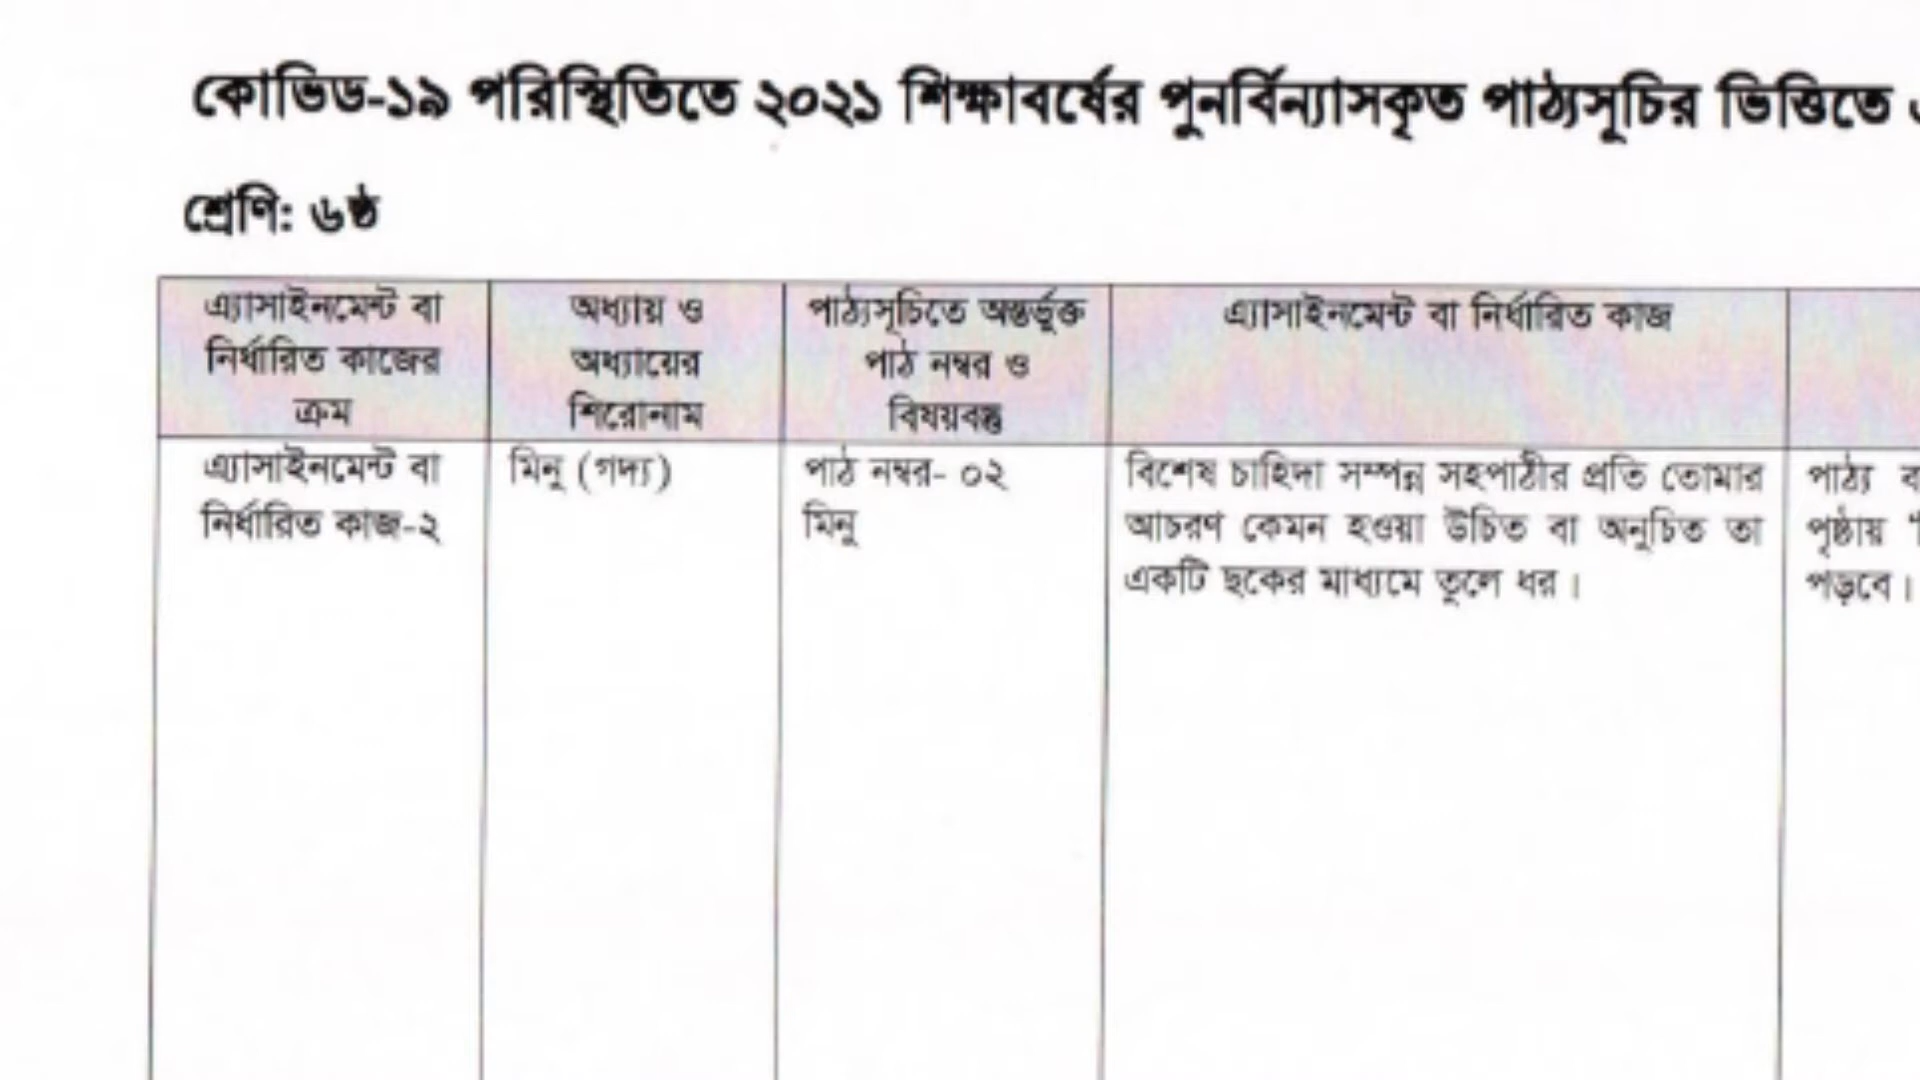 কোভিড-১৯ পরিস্থিতিতে ২০২১ শিক্ষাবর্ষের পুনর্বিন্যাসকৃত পাঠ্যসূচির ভিত্তিতে
শ্রেণি: ৬ষ্ঠ
এ্যাসাইনমেন্ট বা
নির্ধারিত কাজের
ক্রম
অধ্যায় ও
অধ্যায়ের
শিরোনাম
পাঠ্যসূচিতে অন্তর্ভুক্ত
পাঠ নম্বর ও
বিষয়বস্তু
এ্যাসাইনমেন্ট বা নির্ধারিত কাজ
এ্যাসাইনমেন্ট বা
নির্ধারিত কাজ-২
মিনু (গদ্য)
পাঠ নম্বর- ০২
মিনু
বিশেষ চাহিদা সম্পন্ন সহপাঠীর প্রতি তোমার
আচরণ কেমন হওয়া উচিত বা অনুচিত তা
একটি ছকের মাধ্যমে তুলে ধর।
পাঠ্য
পৃষ্ঠায়
পড়বে।